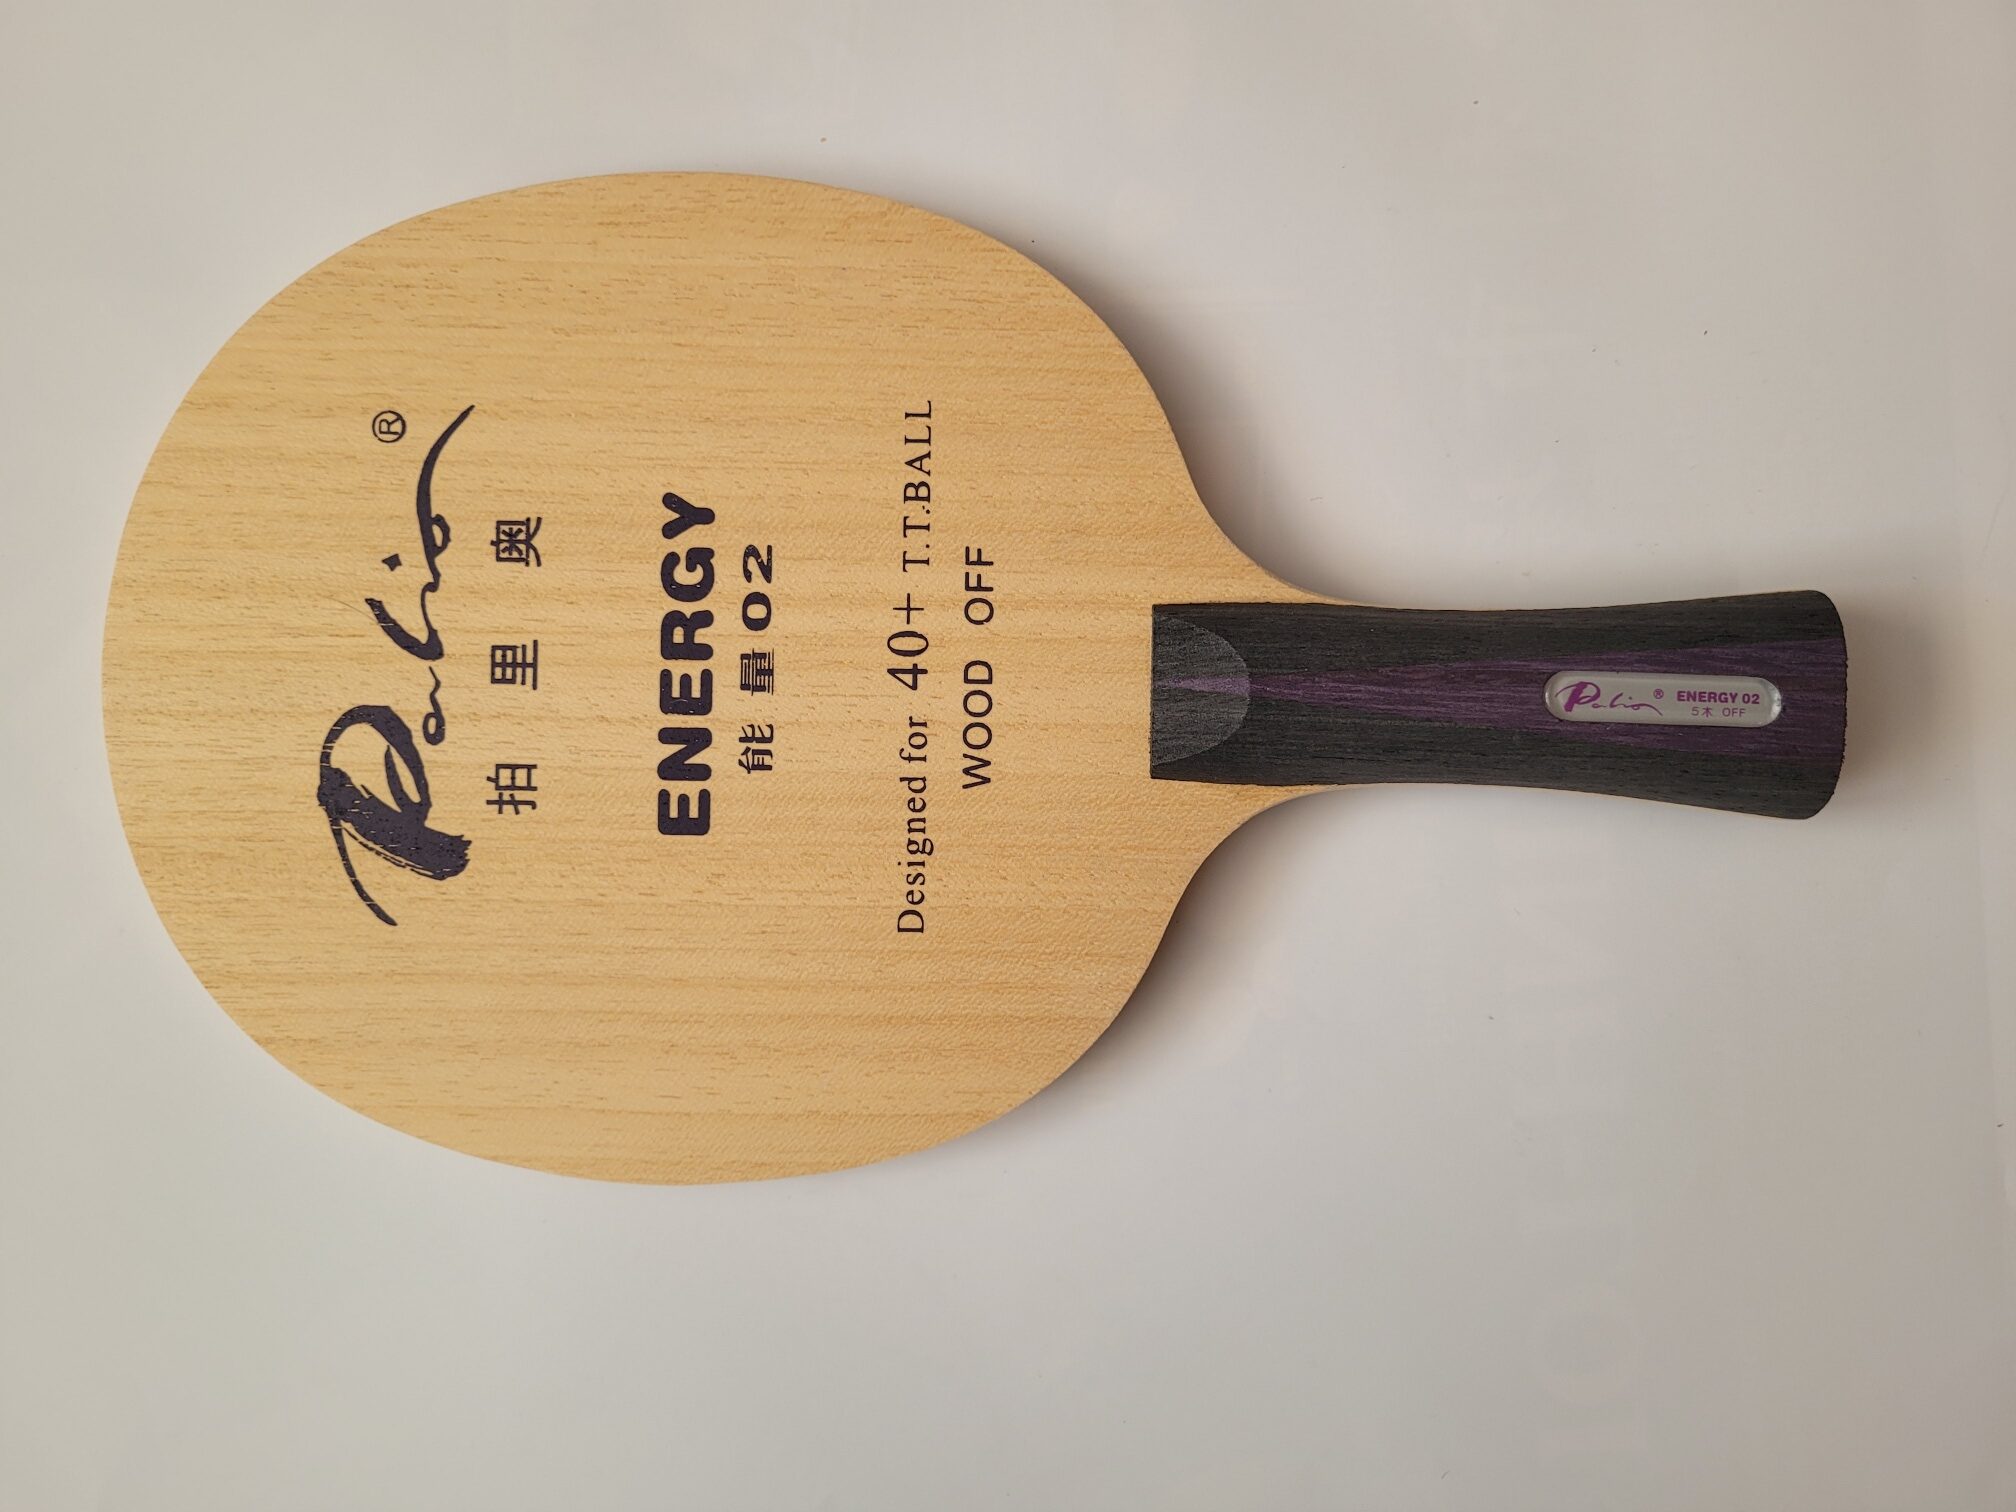 Palio®
拍里奥
ENERGY
能量02
Designed for 40+ T.T.BALL
WOOD OFF
Palio® ENERGY 02
5木 OFF